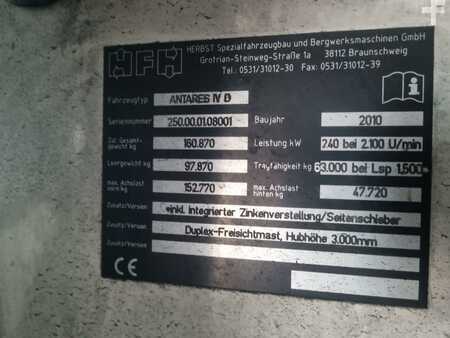 HFH
HERBST Spezialfahrzeugbau und Bergwerksmaschinen GmbH
Grotrian-Steinweg-Straße 1a 38112 Braunschweig
Tel.: 0531/31012-30 Fax: 0531/31012-39
Fahrzeugtyp ANTARES IV D
Seriennummer 250.00.01.08001 Baujahr 2010
Zul. Gesamt-gewicht kg 160.870 Leistung kW 240 bei 2.100 U/min
Leergewicht kg 97.870 Tragfähigkeit kg 63.000 bei Lsp 1.500
max. Achslast vorn kg 152.770 max. Achslast hinten kg 47.720
Zusatz/Version *inkl. integrierter Zinkenverstellung/Seitenschieber
Zusatz/Version Duplex-Freisichtmast, Hubhöhe 3.000mm
Zusatz/Version
CE